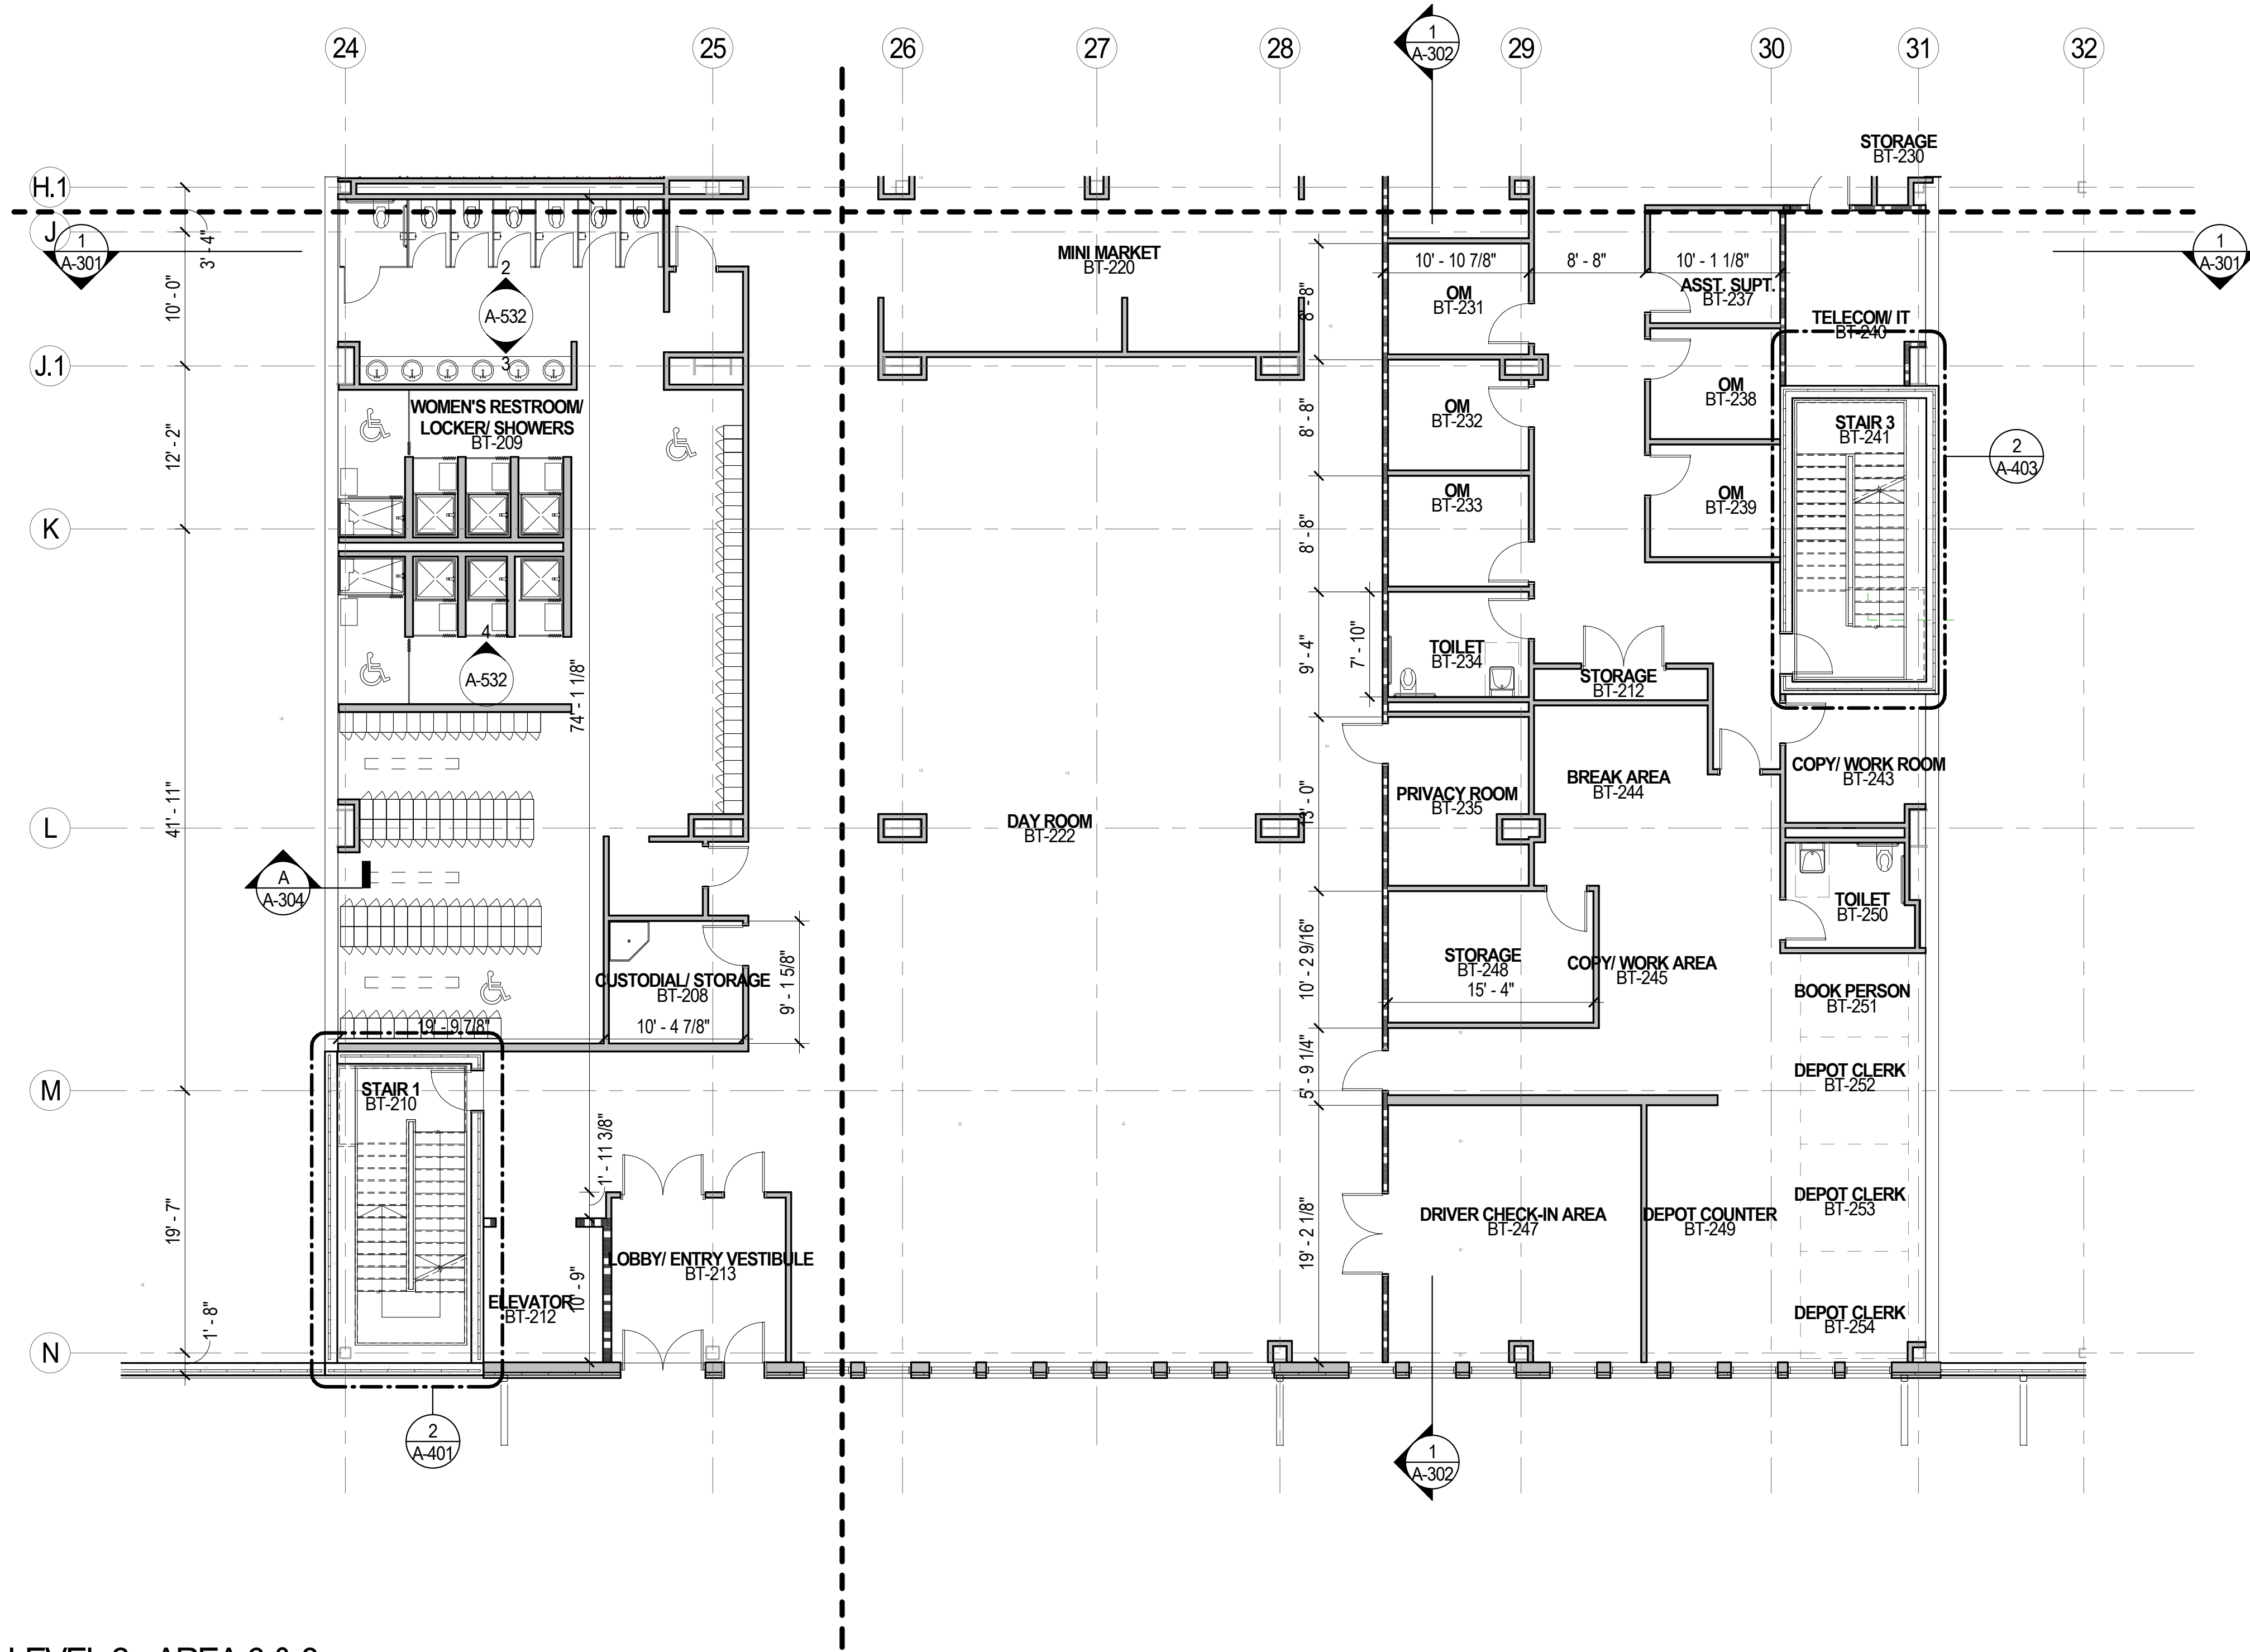 24
25
26
27
28
29
30
31
32
1
A-302
H.1
J
J.1
K
L
M
N
1
A-301
1
A-301
3' - 4"
10' - 0"
12' - 2"
41' - 11"
19' - 7"
1' - 8"
STORAGE
BT-230
MINI MARKET
BT-220
10' - 10 7/8"
8' - 8"
10' - 1 1/8"
ASST. SUPT.
BT-237
OM
BT-231
8' - 8"
TELECOM/ IT
BT-240
2
A-532
3
WOMEN'S RESTROOM/
LOCKER/ SHOWERS
BT-209
OM
BT-232
8' - 8"
OM
BT-238
STAIR 3
BT-241
2
A-403
OM
BT-233
8' - 8"
OM
BT-239
4
A-532
74' - 1 1/8"
9' - 4"
7' - 10"
TOILET
BT-234
STORAGE
BT-212
PRIVACY ROOM
BT-235
13' - 0"
BREAK AREA
BT-244
COPY/ WORK ROOM
BT-243
DAY ROOM
BT-222
A
A-304
TOILET
BT-250
CUSTODIAL/ STORAGE
BT-208
9' - 1 5/8"
10' - 4 7/8"
19' - 9 7/8"
STORAGE
BT-248
15' - 4"
10' - 2 9/16"
COPY/ WORK AREA
BT-245
BOOK PERSON
BT-251
5' - 9 1/4"
DEPOT CLERK
BT-252
STAIR 1
BT-210
1' - 11 3/8"
DEPOT CLERK
BT-253
DRIVER CHECK-IN AREA
BT-247
DEPOT COUNTER
BT-249
19' - 2 1/8"
LOBBY/ ENTRY VESTIBULE
BT-213
10' - 9"
ELEVATOR
BT-212
DEPOT CLERK
BT-254
2
A-401
1
A-302